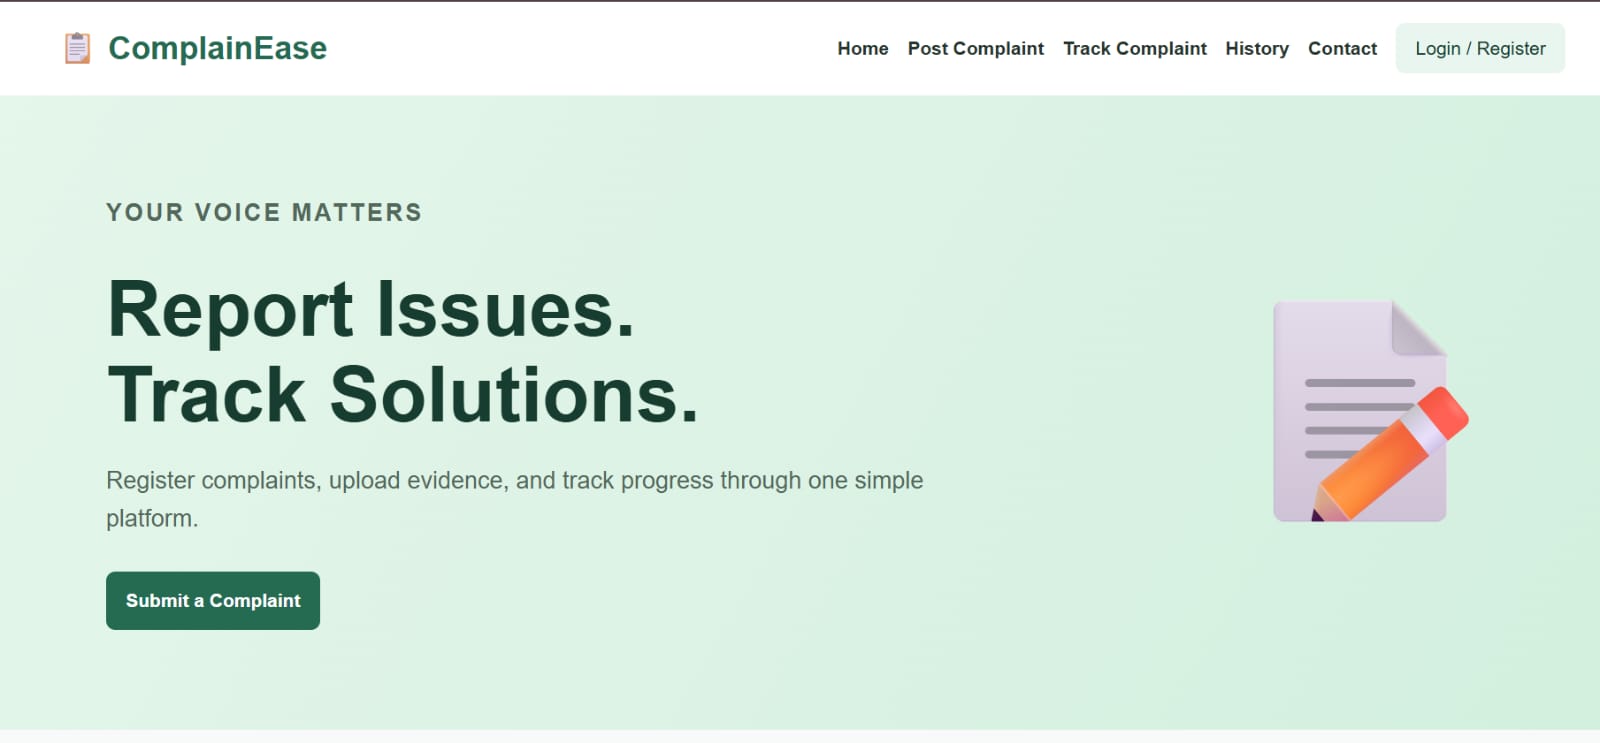 ComplainEase
Home Post Complaint Track Complaint History Contact Login / Register
YOUR VOICE MATTERS
Report Issues.
Track Solutions.
Register complaints, upload evidence, and track progress through one simple
platform.
Submit a Complaint